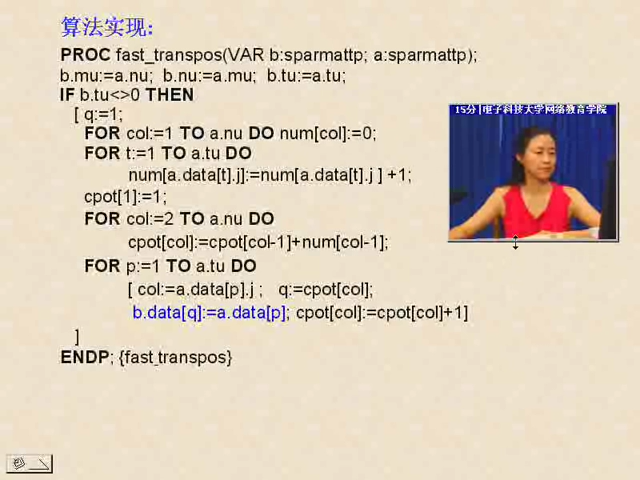 算法实现:
PROC fast_transpos(VAR b:sparmattp; a:sparmattp);
b.mu:=a.nu; b.nu:=a.mu; b.tu:=a.tu;
IF b.tu<>0 THEN
[ q:=1;
FOR col:=1 TO a.nu DO num[col]:=0;
FOR t:=1 TO a.tu DO
num[a.data[t].j]:=num[a.data[t].j ] +1;
cpot[1]:=1;
FOR col:=2 TO a.nu DO
cpot[col]:=cpot[col-1]+num[col-1];
FOR p:=1 TO a.tu DO
[ col:=a.data[p].j ; q:=cpot[col];
b.data[q]:=a.data[p]; cpot[col]:=cpot[col+1]
]
ENDP; {fast_transpos}
15分|电子科技大学网络教育学院